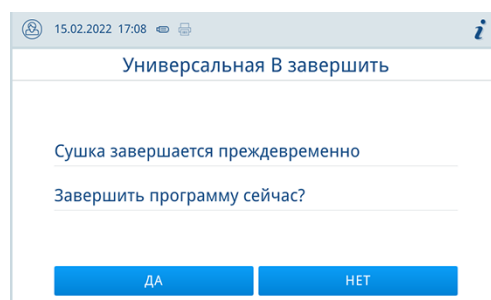 15.02.2022 17:08
i
Универсальная B завершить
Сушка завершается преждевременно
Завершить программу сейчас?
ДА
НЕТ